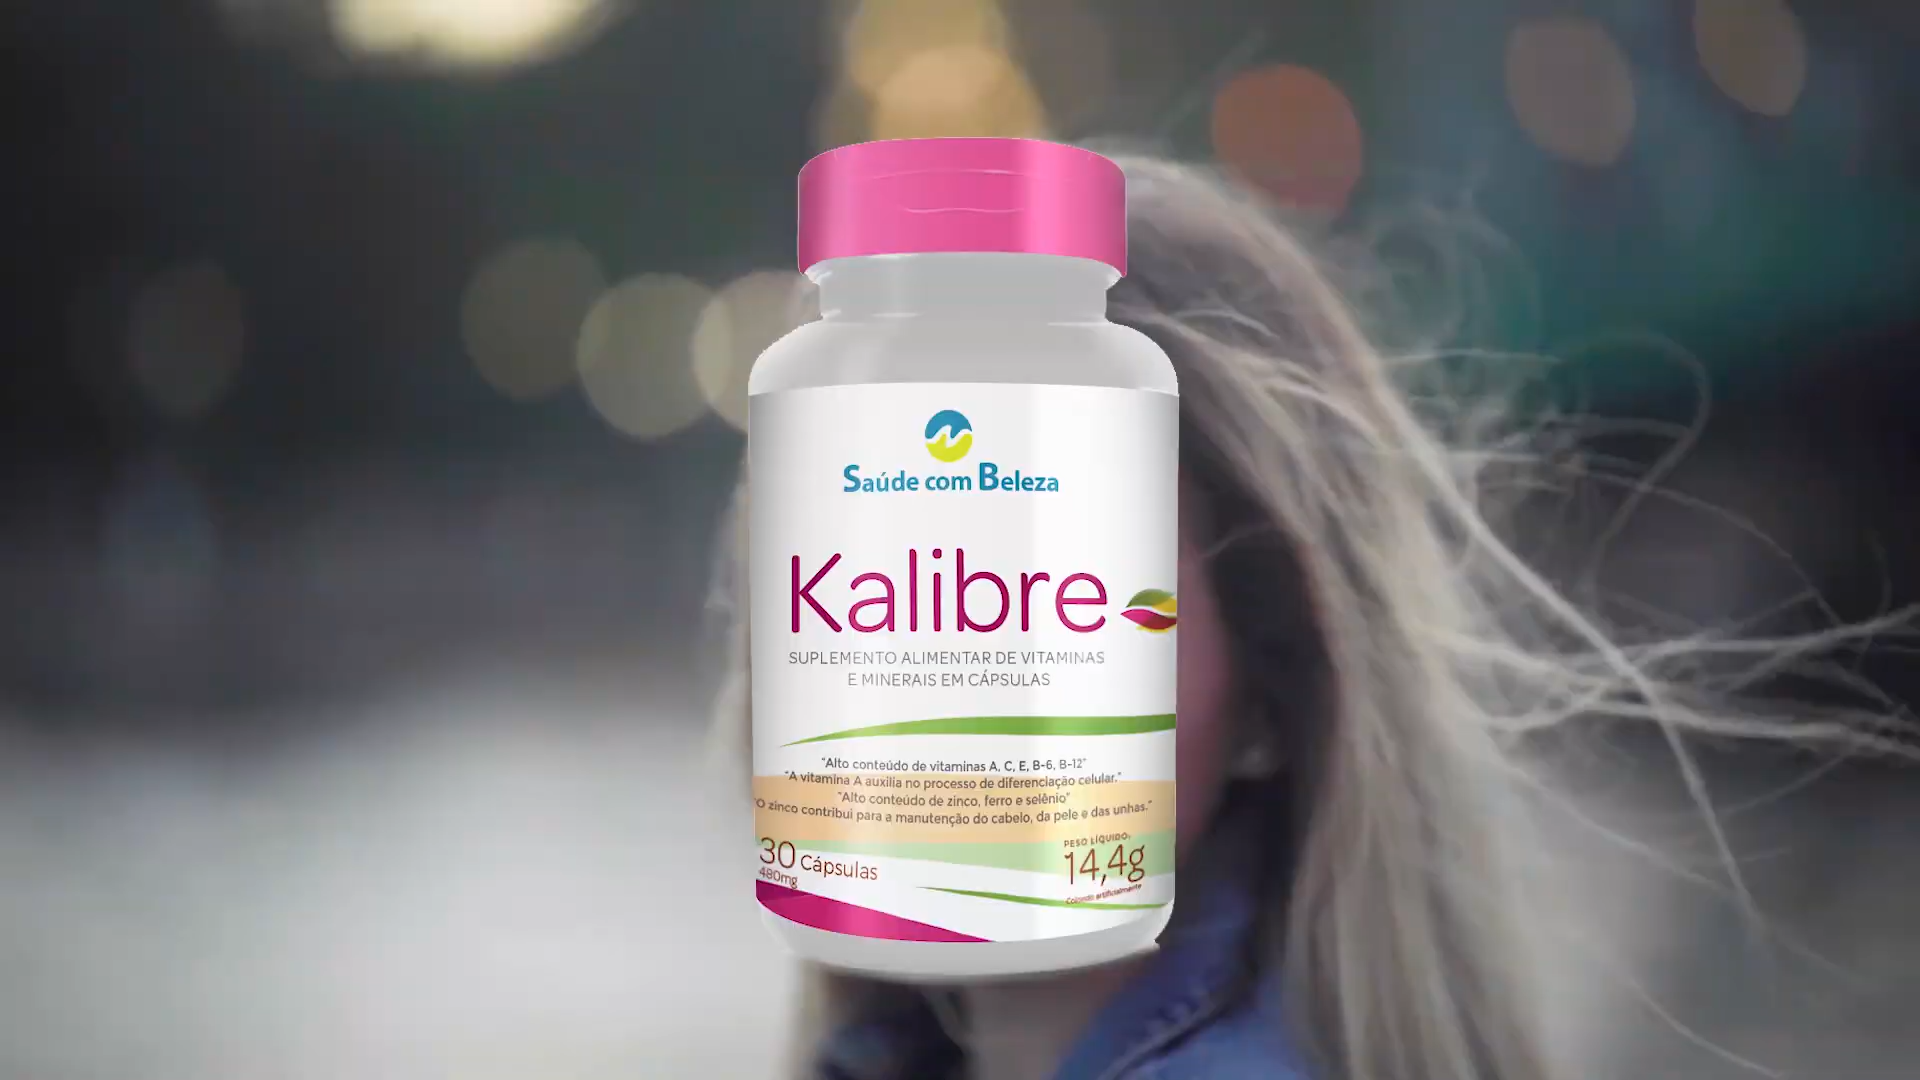 Saúde com Beleza
Kalibre
SUPLEMENTO ALIMENTAR DE VITAMINAS
E MINERAIS EM CÁPSULAS
"Alto conteúdo de vitaminas A, C, E, B-6, B-12"
"A vitamina A auxilia no processo de diferenciação celular."
"Alto conteúdo de zinco, ferro e selênio"
"O zinco contribui para a manutenção do cabelo, da pele e das unhas."
30 Cápsulas
480mg
PESO LÍQUIDO:
14,4g
Colorido artificialmente